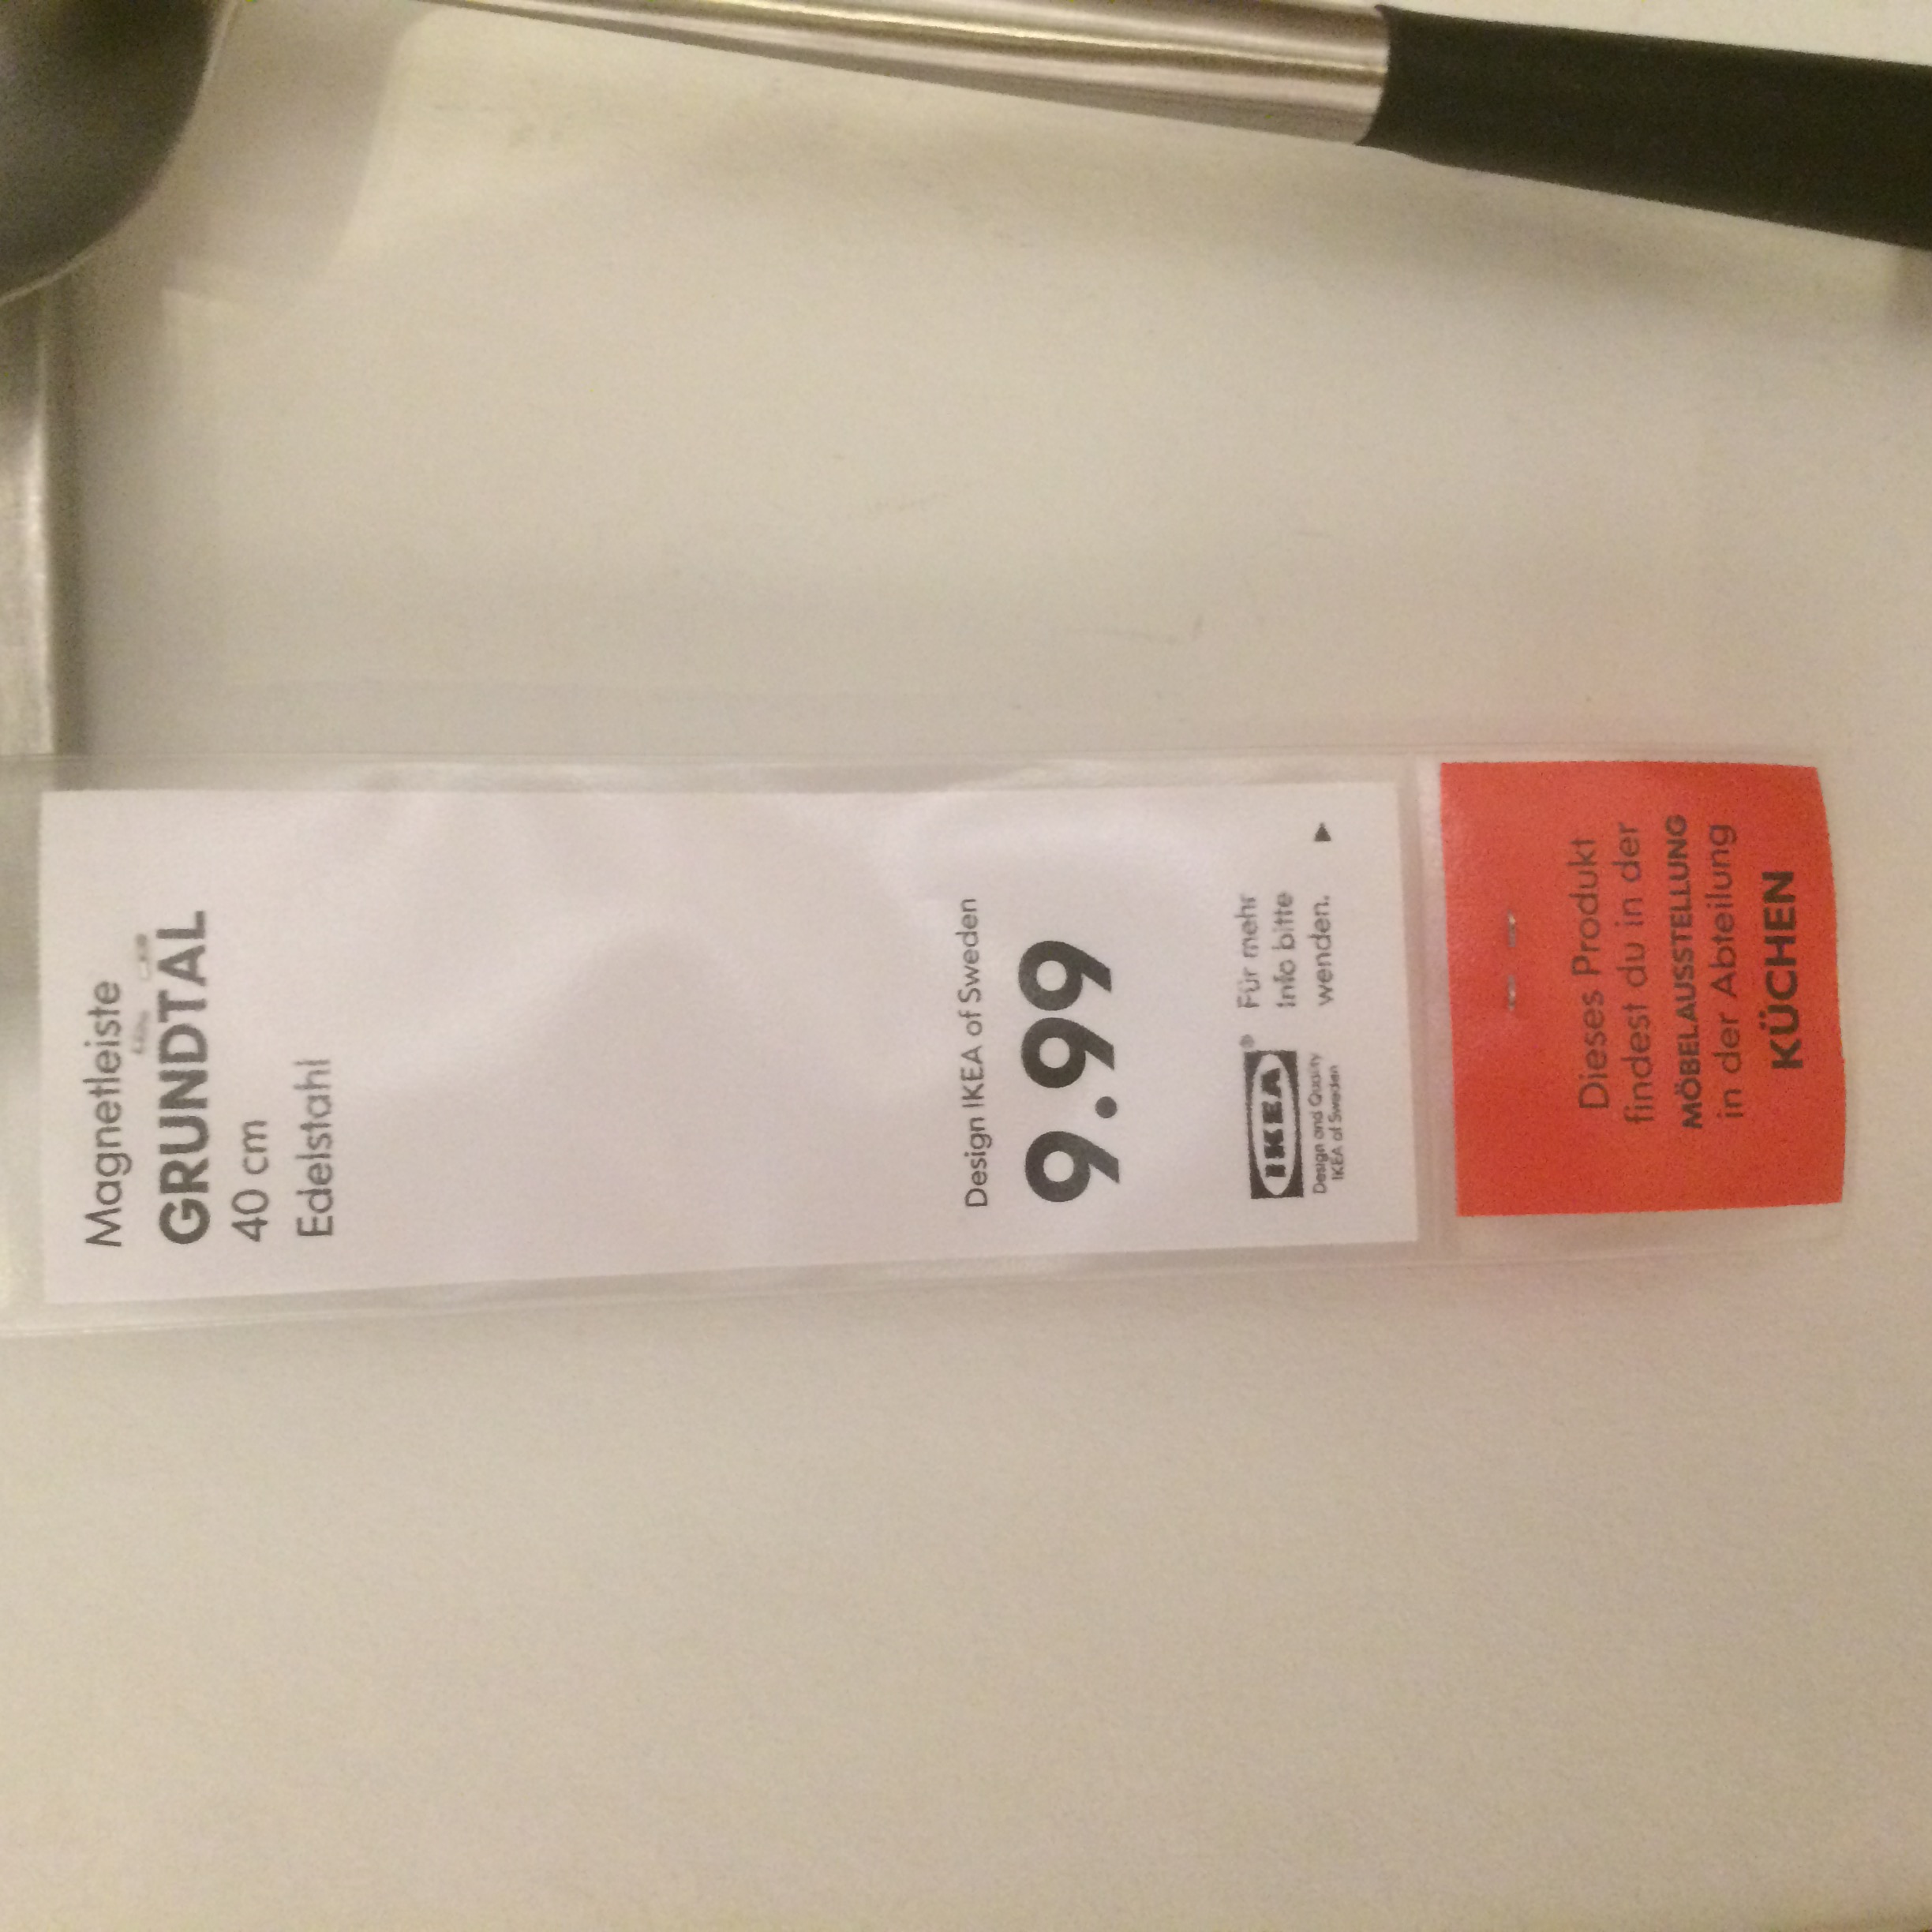 Magnetleiste
GRUNDTAL
40 cm
Edelstahl
Design IKEA of Sweden
9.99
IKEA®
Design and Quality
IKEA of Sweden
Für mehr
Info bitte
wenden. ▶
Dieses Produkt
findest du in der
MÖBELAUSSTELLUNG
in der Abteilung
KÜCHEN